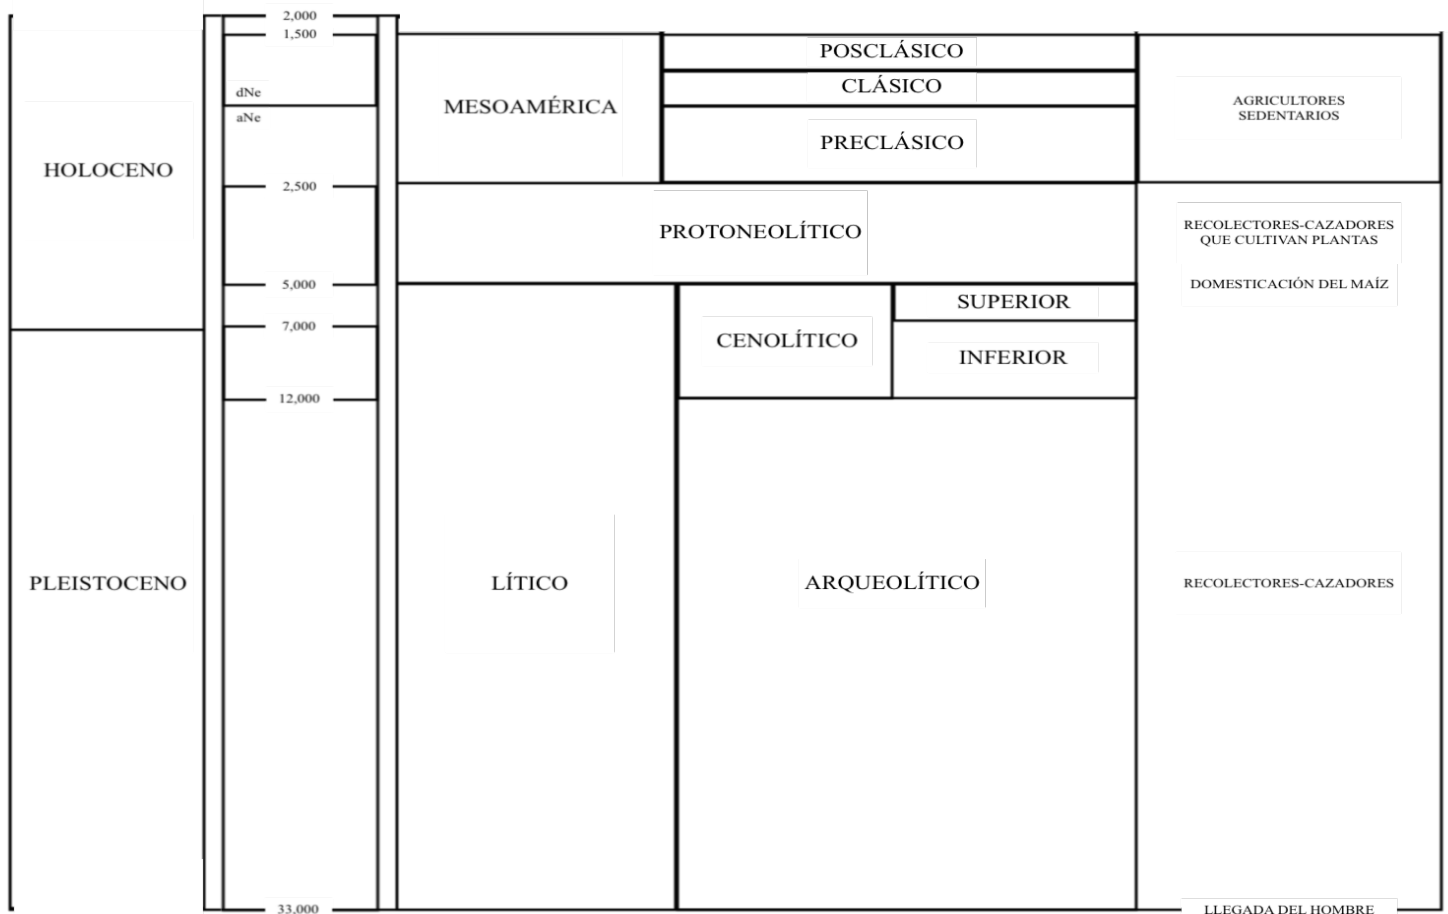 2,000
1,500
POSCLÁSICO
CLÁSICO
dNe
MESOAMÉRICA
AGRICULTORES
SEDENTARIOS
aNe
PRECLÁSICO
HOLOCENO
2,500
PROTONEOLÍTICO
RECOLECTORES-CAZADORES
QUE CULTIVAN PLANTAS
5,000
DOMESTICACIÓN DEL MAÍZ
SUPERIOR
7,000
CENOLÍTICO
INFERIOR
12,000
PLEISTOCENO
LÍTICO
ARQUEOLÍTICO
RECOLECTORES-CAZADORES
33,000
LLEGADA DEL HOMBRE